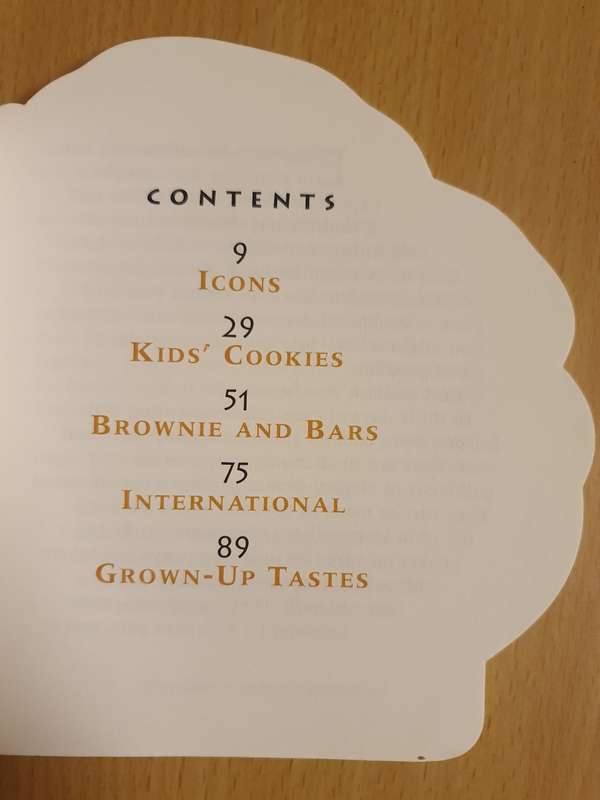 CONTENTS
9
ICONS
29
KIDS' COOKIES
51
BROWNIE AND BARS
75
INTERNATIONAL
89
GROWN-UP TASTES